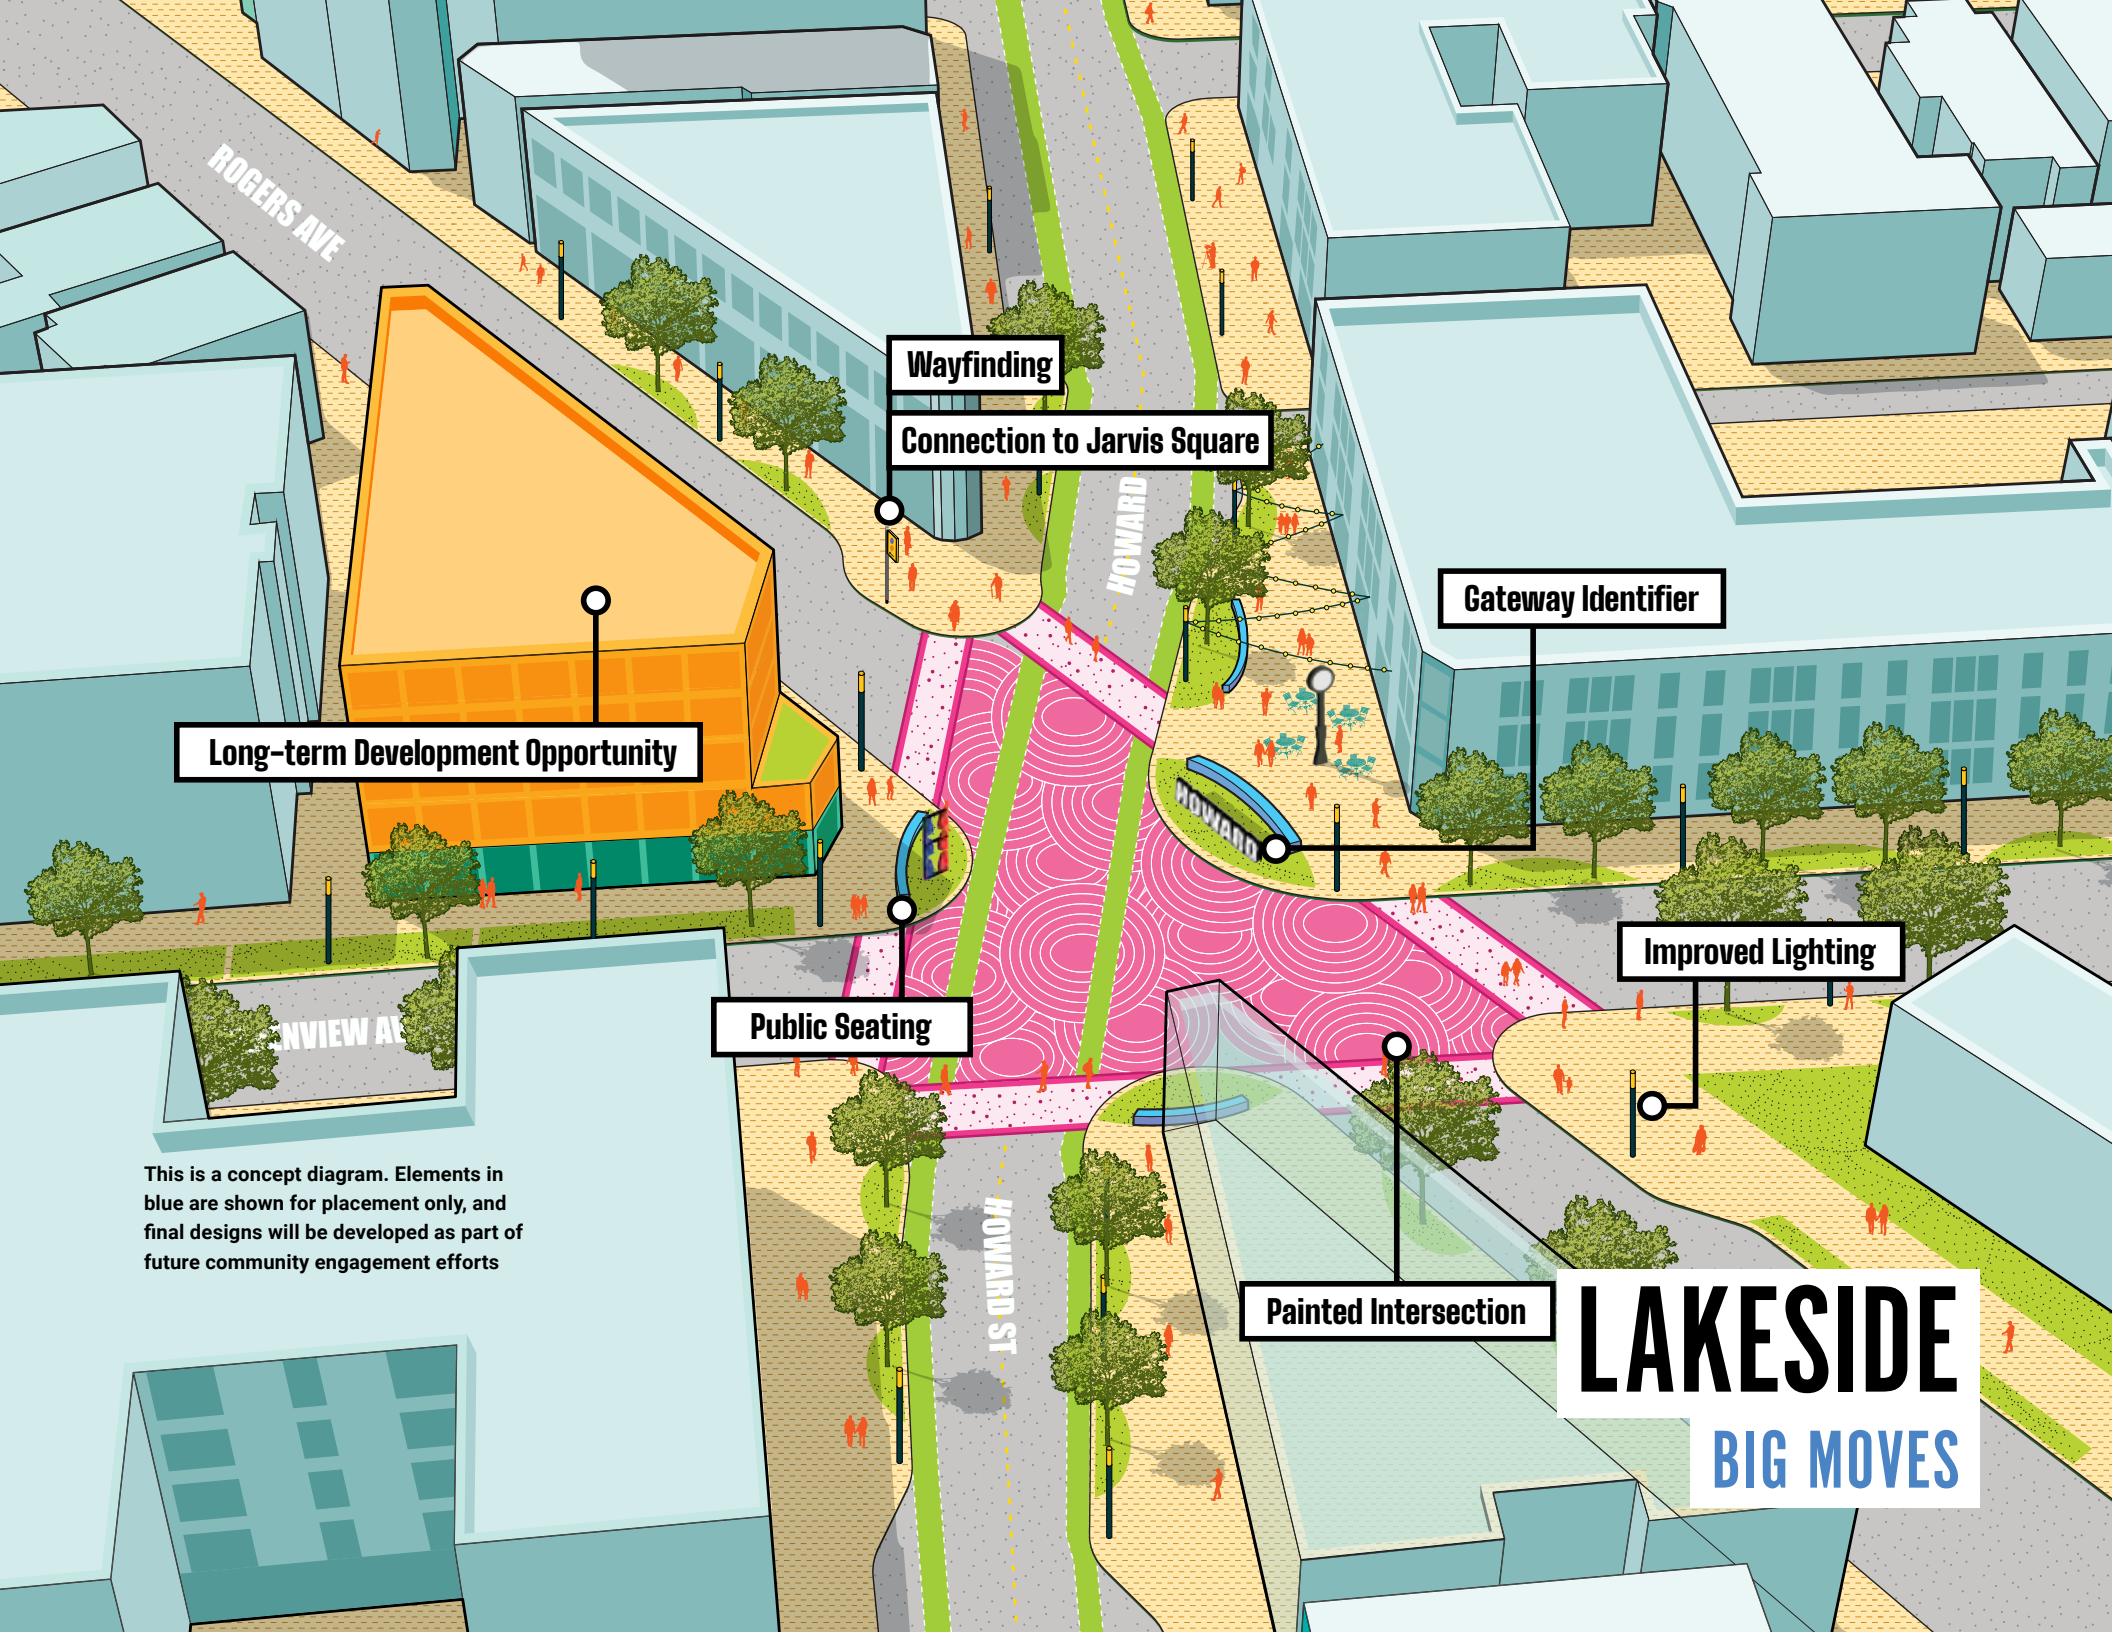 ROGERS AVE
Wayfinding
Connection to Jarvis Square
HOWARD
Gateway Identifier
Long-term Development Opportunity
HOWARD
Improved Lighting
Public Seating
ENVIEW AV
This is a concept diagram. Elements in
blue are shown for placement only, and
final designs will be developed as part of
future community engagement efforts
HOWARD ST
Painted Intersection
LAKESIDE
BIG MOVES